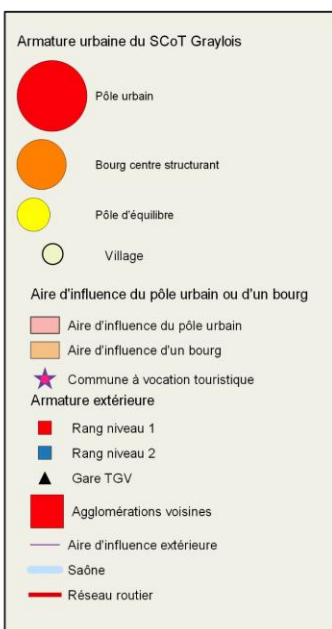 Armature urbaine du SCoT Graylois
Pôle urbain
Bourg centre structurant
Pôle d'équilibre
Village
Aire d'influence du pôle urbain ou d'un bourg
Aire d'influence du pôle urbain
Aire d'influence d'un bourg
Commune à vocation touristique
Armature extérieure
Rang niveau 1
Rang niveau 2
Gare TGV
Agglomérations voisines
Aire d'influence extérieure
Saône
Réseau routier